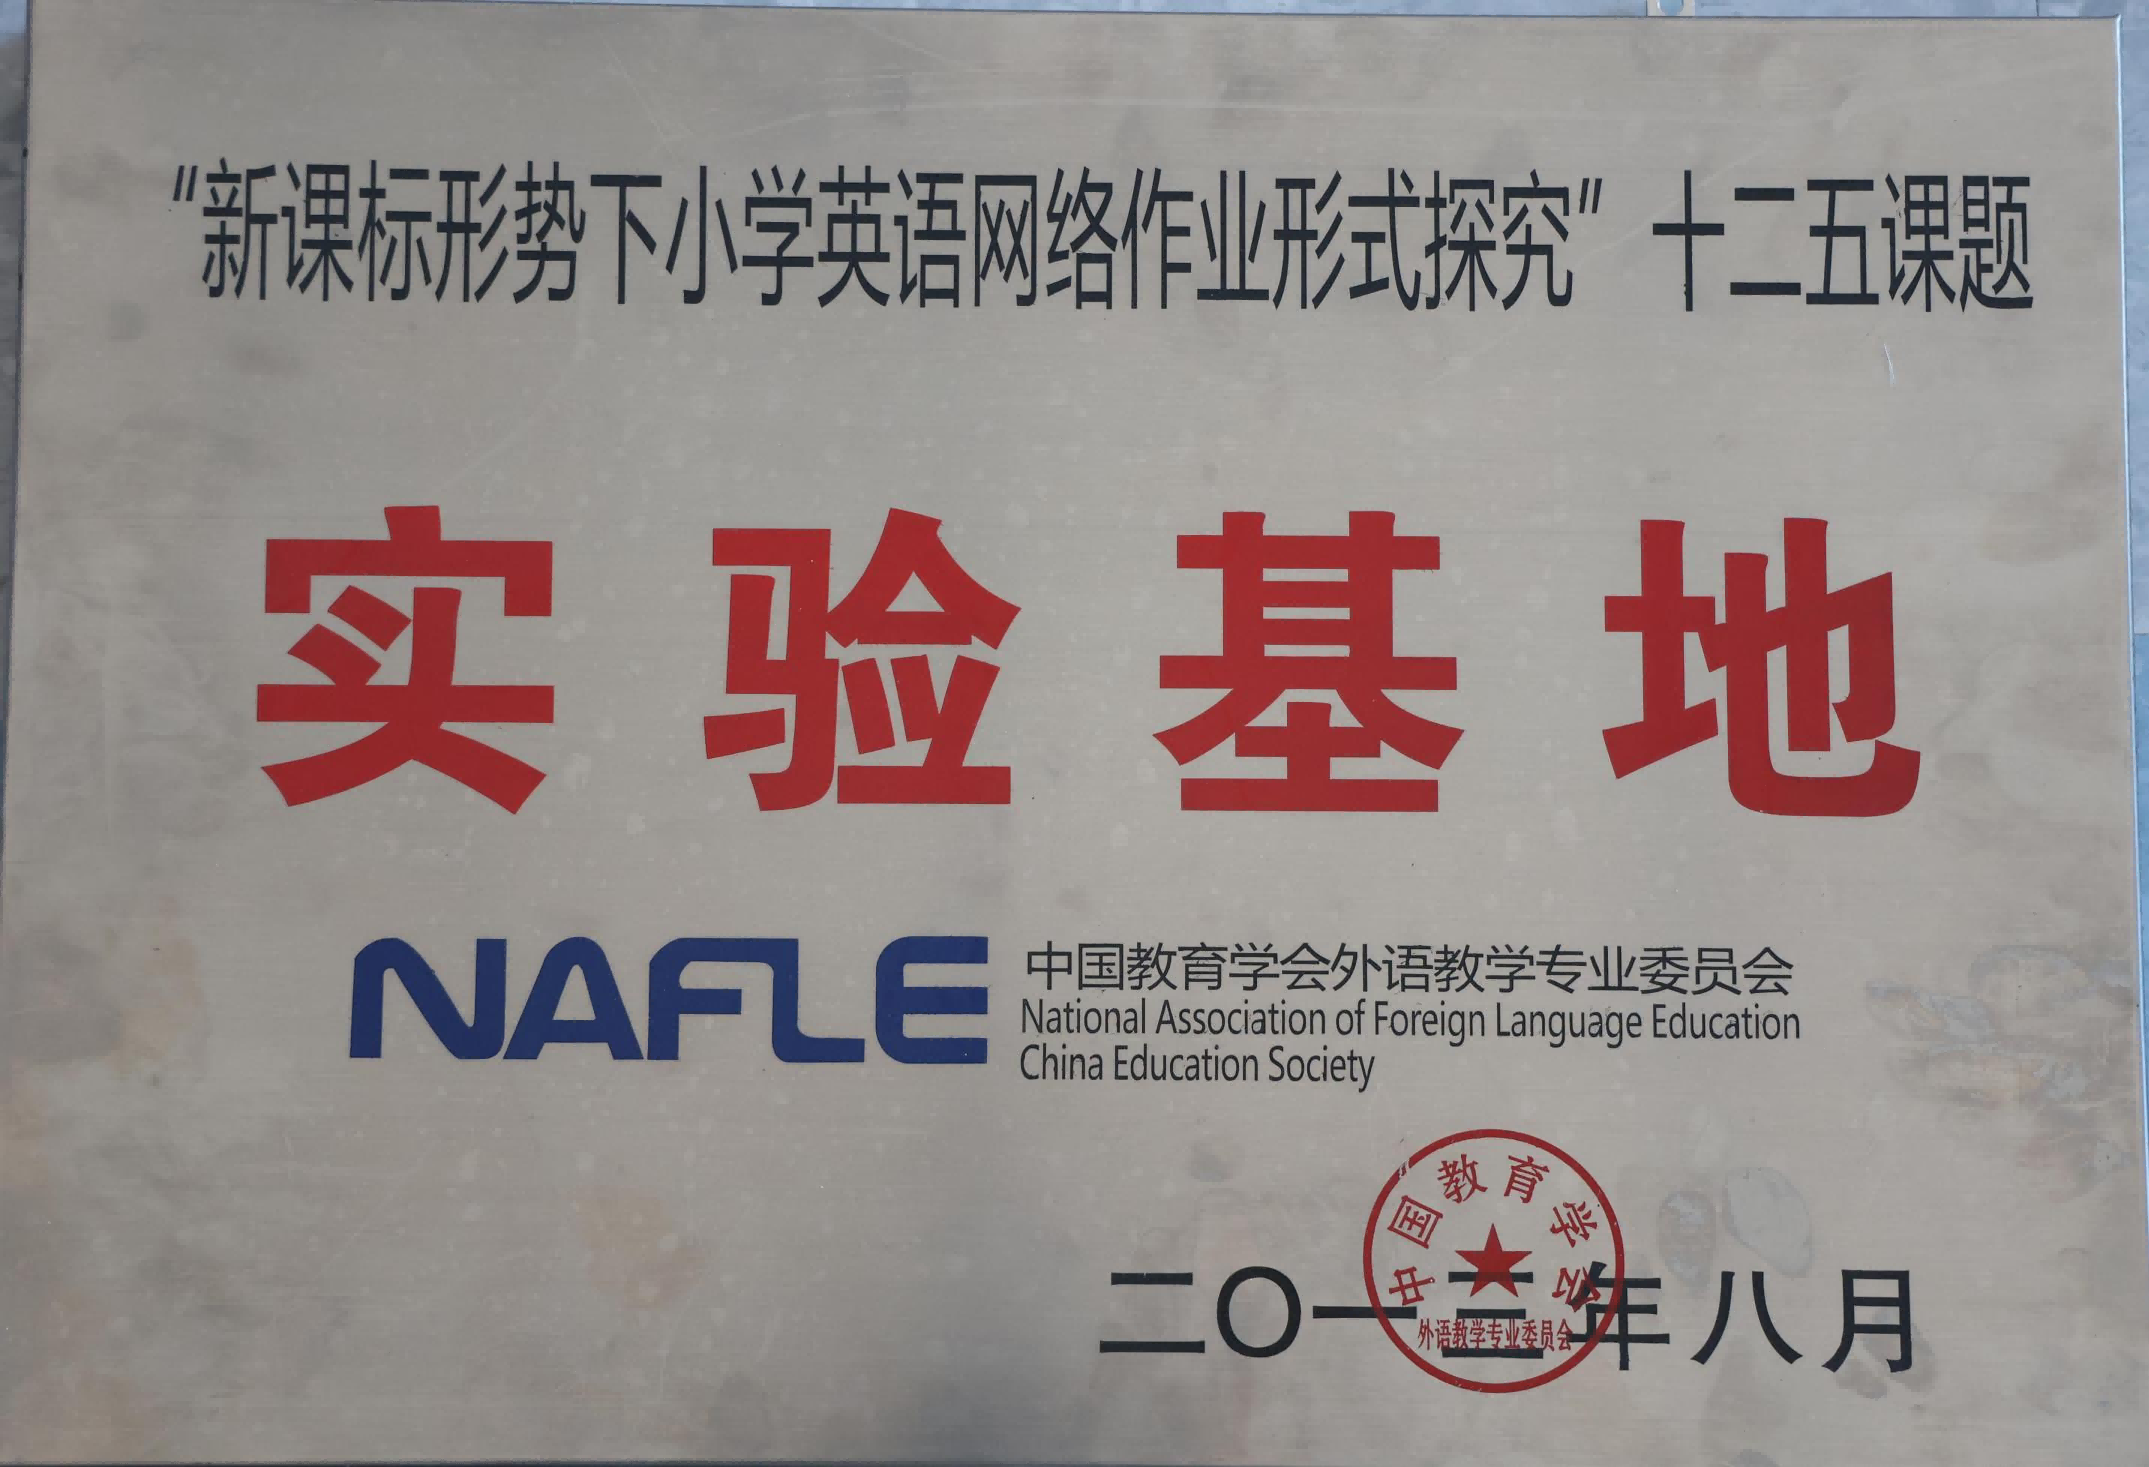 “新课标形势下小学英语网络作业形式探究”十二五课题
实验基地
NAFLE
中国教育学会外语教学专业委员会
National Association of Foreign Language Education
China Education Society
中国教育学会
外语教学专业委员会
二〇一三年八月